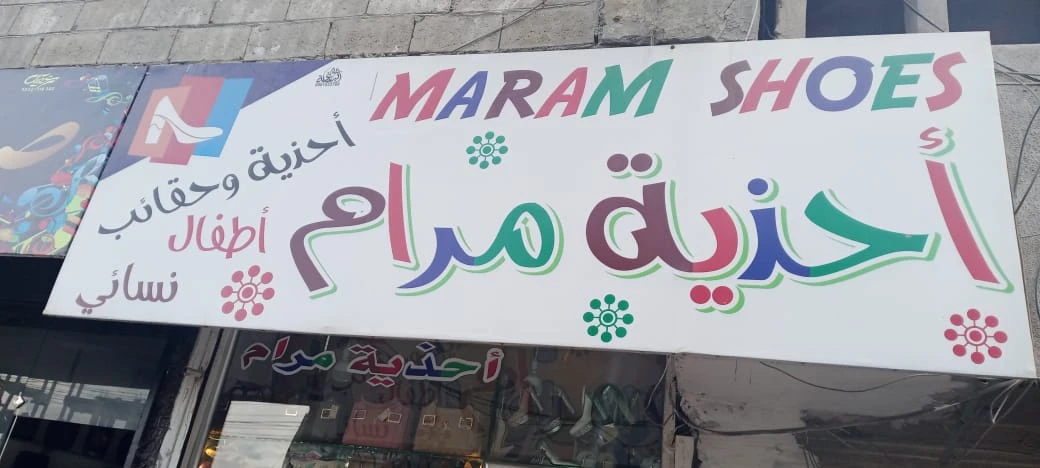 MARAM SHOES
أحذية مرام
أحذية وحقائب
أطفال
نسائي
أحذية مرام